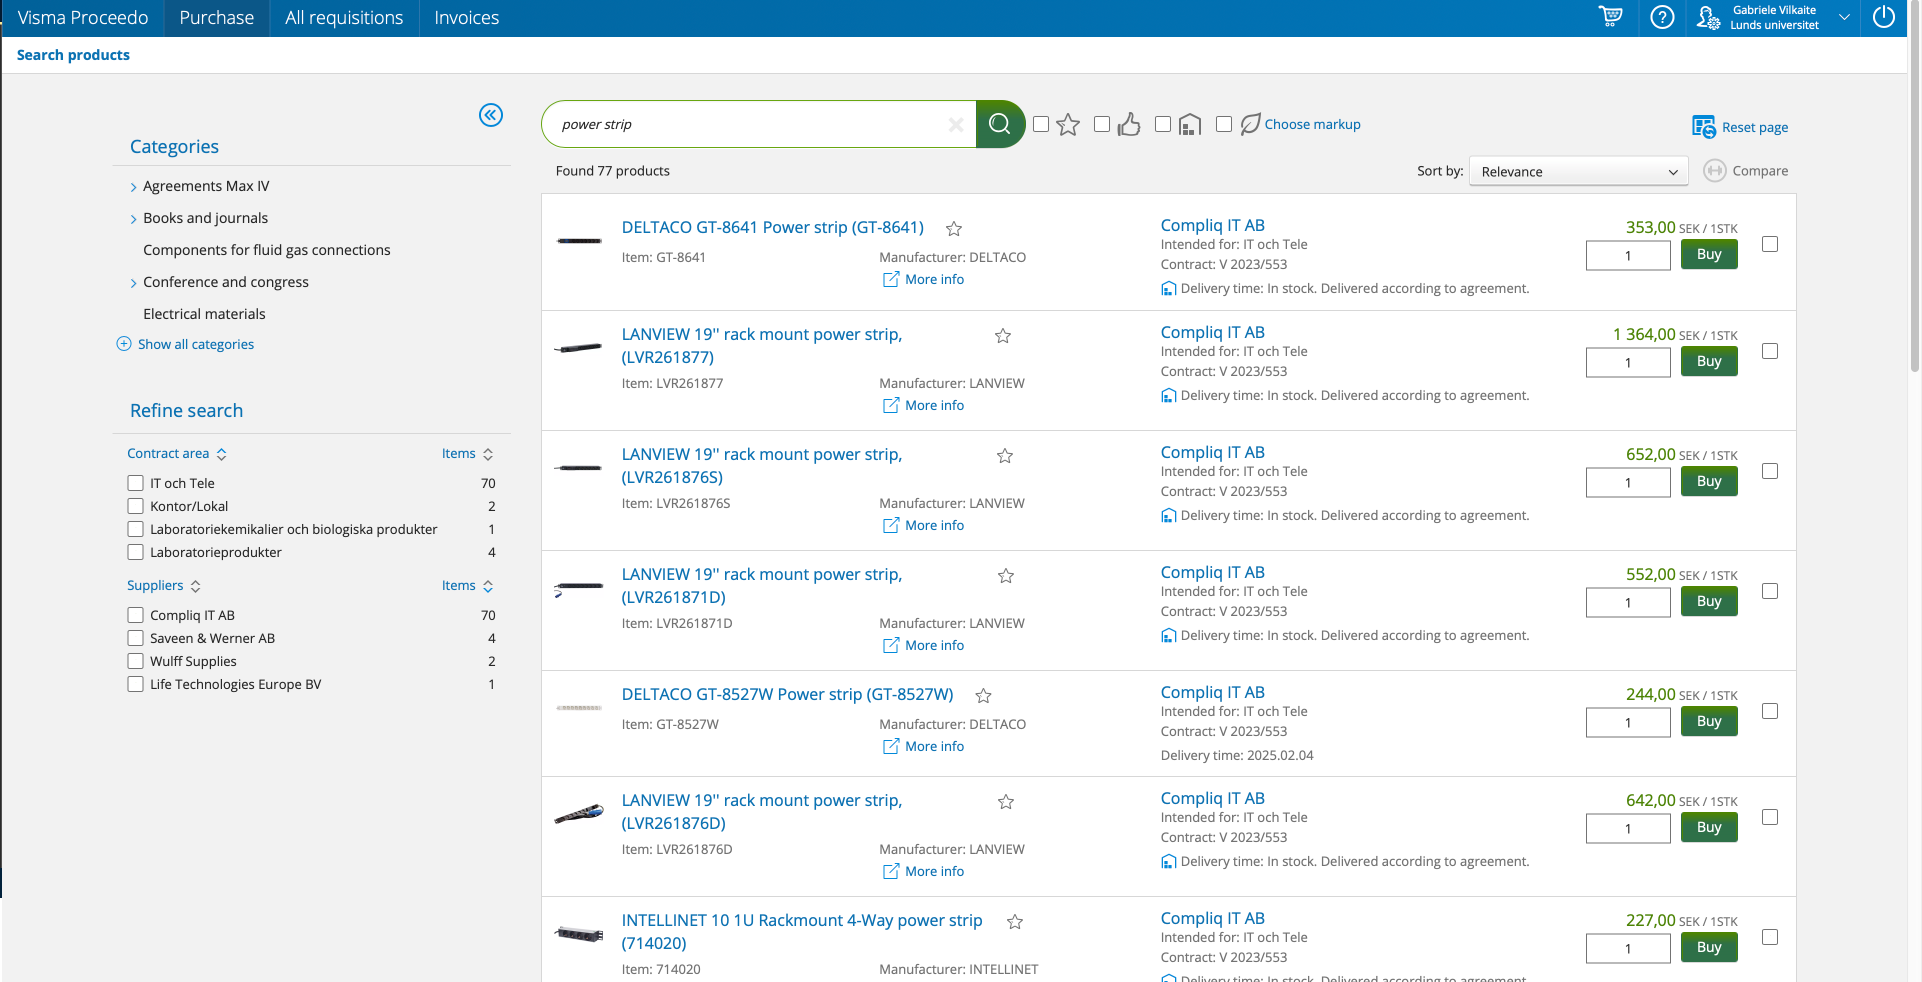 Visma Proceedo
Purchase
All requisitions
Invoices
Gabriele Vilkaite
Lunds universitet
Search products
Categories
Agreements Max IV
Books and journals
Components for fluid gas connections
Conference and congress
Electrical materials
Show all categories
Refine search
Contract area Items
IT och Tele 70
Kontor/Lokal 2
Laboratoriekemikalier och biologiska produkter 1
Laboratorieprodukter 4
Suppliers Items
Compliq IT AB 70
Saveen & Werner AB 4
Wulff Supplies 2
Life Technologies Europe BV 1
power strip
Choose markup
Reset page
Found 77 products
Sort by: Relevance
Compare
DELTACO GT-8641 Power strip (GT-8641)
Item: GT-8641
Manufacturer: DELTACO
More info
Compliq IT AB
Intended for: IT och Tele
Contract: V 2023/553
Delivery time: In stock. Delivered according to agreement.
353,00 SEK / 1STK
1 Buy
LANVIEW 19'' rack mount power strip,
(LVR261877)
Item: LVR261877
Manufacturer: LANVIEW
More info
Compliq IT AB
Intended for: IT och Tele
Contract: V 2023/553
Delivery time: In stock. Delivered according to agreement.
1 364,00 SEK / 1STK
1 Buy
LANVIEW 19'' rack mount power strip,
(LVR261876S)
Item: LVR261876S
Manufacturer: LANVIEW
More info
Compliq IT AB
Intended for: IT och Tele
Contract: V 2023/553
Delivery time: In stock. Delivered according to agreement.
652,00 SEK / 1STK
1 Buy
LANVIEW 19'' rack mount power strip,
(LVR261871D)
Item: LVR261871D
Manufacturer: LANVIEW
More info
Compliq IT AB
Intended for: IT och Tele
Contract: V 2023/553
Delivery time: In stock. Delivered according to agreement.
552,00 SEK / 1STK
1 Buy
DELTACO GT-8527W Power strip (GT-8527W)
Item: GT-8527W
Manufacturer: DELTACO
More info
Compliq IT AB
Intended for: IT och Tele
Contract: V 2023/553
Delivery time: 2025.02.04
244,00 SEK / 1STK
1 Buy
LANVIEW 19'' rack mount power strip,
(LVR261876D)
Item: LVR261876D
Manufacturer: LANVIEW
More info
Compliq IT AB
Intended for: IT och Tele
Contract: V 2023/553
Delivery time: In stock. Delivered according to agreement.
642,00 SEK / 1STK
1 Buy
INTELLINET 10 1U Rackmount 4-Way power strip
(714020)
Item: 714020
Manufacturer: INTELLINET
Compliq IT AB
Intended for: IT och Tele
Contract: V 2023/553
Delivery time: In stock. Delivered according to agreement.
227,00 SEK / 1STK
1 Buy